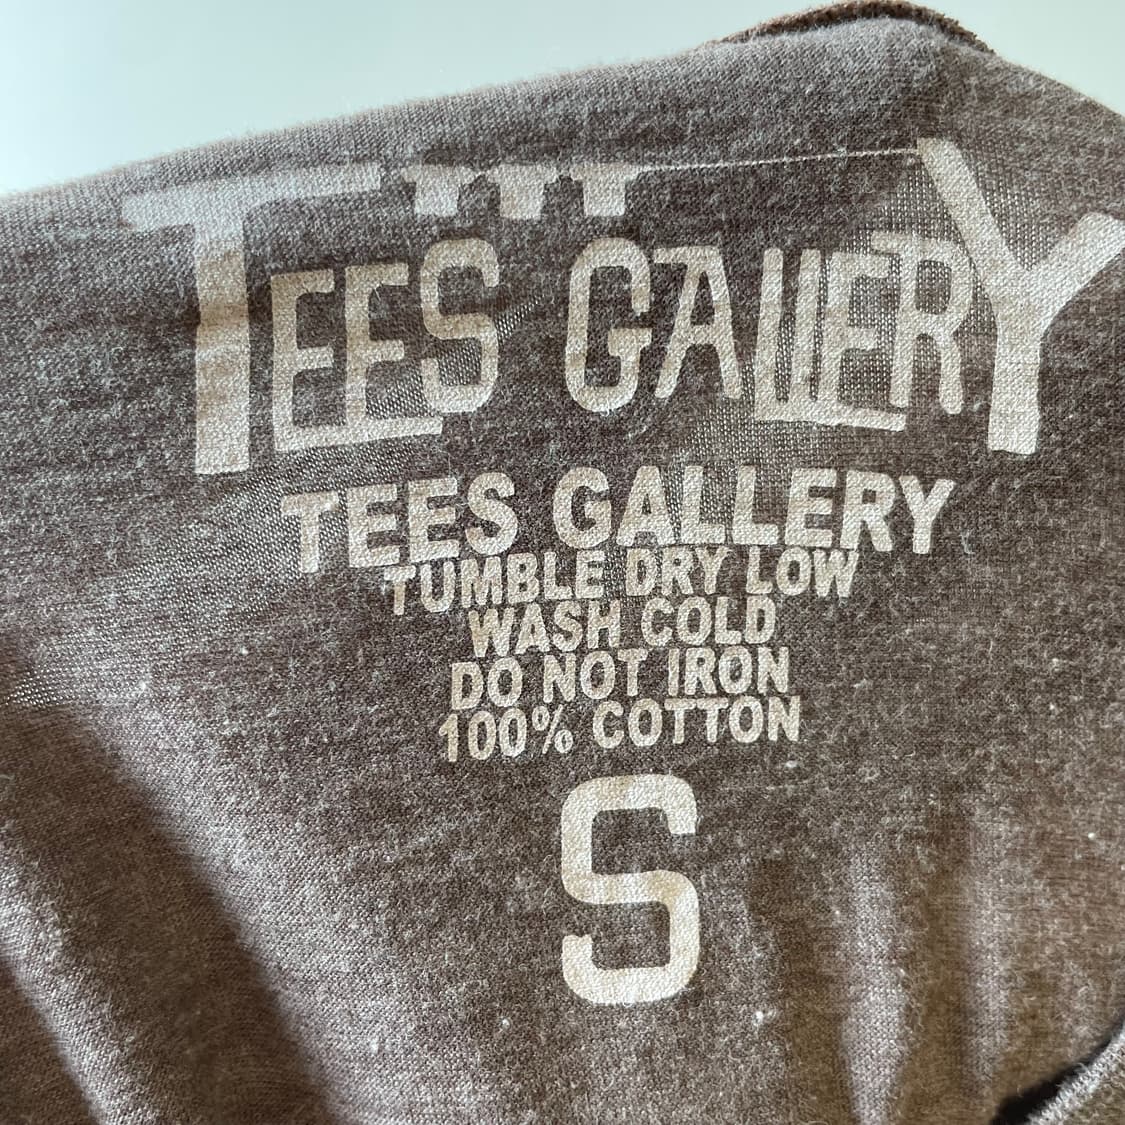 TEES GALLERY
TEES GALLERY
TUMBLE DRY LOW
WASH COLD
DO NOT IRON
100% COTTON
S